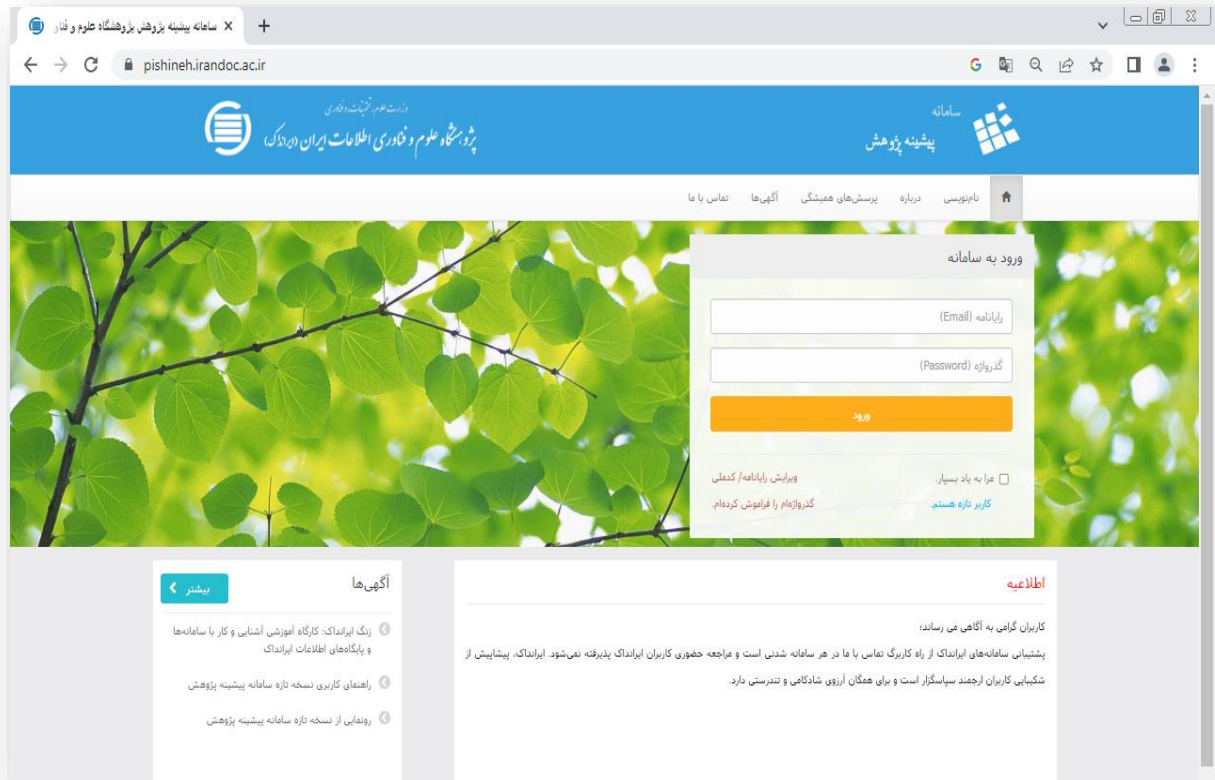 سامانه پیشینه پژوهش پژوهشگاه علوم و فناور
pishineh.irandoc.ac.ir
سامانه
پیشینه پژوهش
وزارت علوم، تحقیقات، و فناوری
پژوهشگاه علوم و فناوری اطلاعات ایران (ایرانداک)
نام‌نویسی
درباره
پرسش‌های همیشگی
آگهی‌ها
تماس با ما
ورود به سامانه
رایانامه (Email)
گذرواژه (Password)
ورود
مرا به یاد بسپار.
ویرایش رایانامه/ کدملی
کاربر تازه هستم.
گذرواژه‌ام را فراموش کرده‌ام.
اطلاعیه
کاربران گرامی به آگاهی می رساند؛
پشتیبانی سامانه‌های ایرانداک از راه کاربرگ تماس با ما در هر سامانه شدنی است و مراجعه حضوری کاربران ایرانداک پذیرفته نمی‌شود. ایرانداک، پیشاپیش از
شکیبایی کاربران ارجمند سپاسگزار است و برای همگان آرزوی شادکامی و تندرستی دارد.
آگهی‌ها
بیشتر
زنگ ایرانداک: کارگاه آموزشی آشنایی و کار با سامانه‌ها
و پایگاه‌های اطلاعات ایرانداک
راهنمای کاربری نسخه تازه سامانه پیشینه پژوهش
رونمایی از نسخه تازه سامانه پیشینه پژوهش